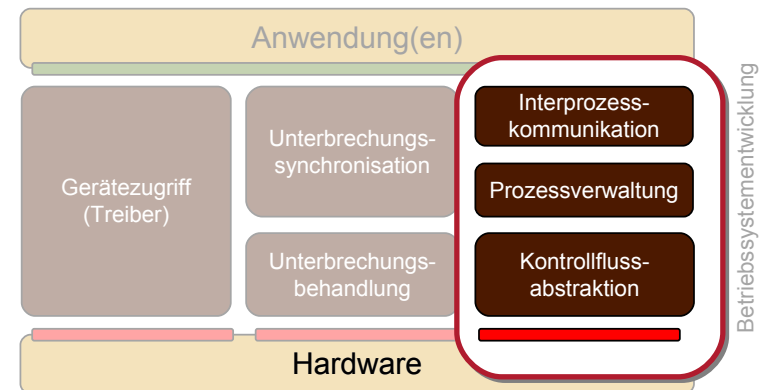 Anwendung(en)
Gerätezugriff
(Treiber)
Unterbrechungs-
synchronisation
Unterbrechungs-
behandlung
Interprozess-
kommunikation
Prozessverwaltung
Kontrollfluss-
abstraktion
Hardware
Betriebssystementwicklung